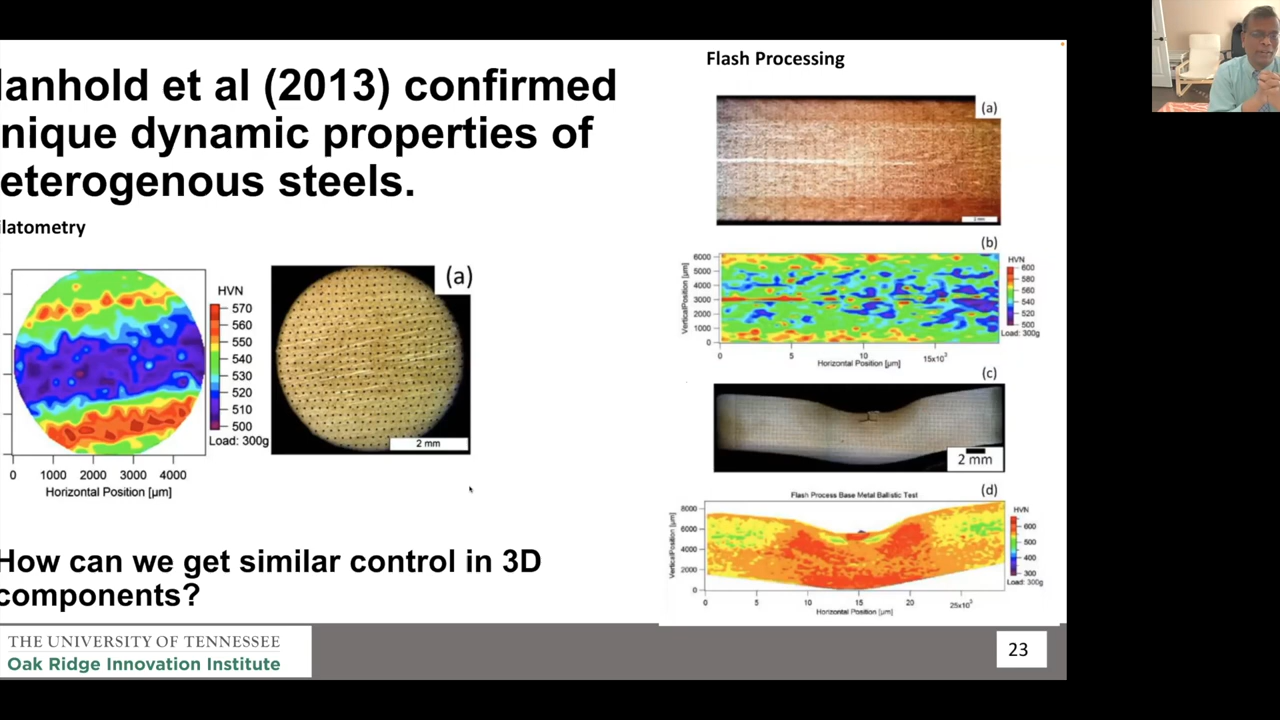 lanhold et al (2013) confirmed
nique dynamic properties of
eterogenous steels.
ilatometry
HVN
570
560
550
540
530
520
510
500
Load: 300g
0 1000 2000 3000 4000
Horizontal Position [µm]
(a)
2 mm
How can we get similar control in 3D
components?
THE UNIVERSITY OF TENNESSEE
Oak Ridge Innovation Institute
Flash Processing
(a)
(b)
6000
5000
4000
3000
2000
1000
0
VerticalPosition [µm]
0 5 10 15x10³
Horizontal Position [µm]
HVN
600
580
560
540
520
500
Load: 300g
(c)
2 mm
(d)
Flash Process Base Metal Ballistic Test
8000
6000
4000
2000
0
VerticalPosition [µm]
0 5 10 15 20 25x10³
Horizontal Position [µm]
HVN
600
500
400
300
Load: 300g
23